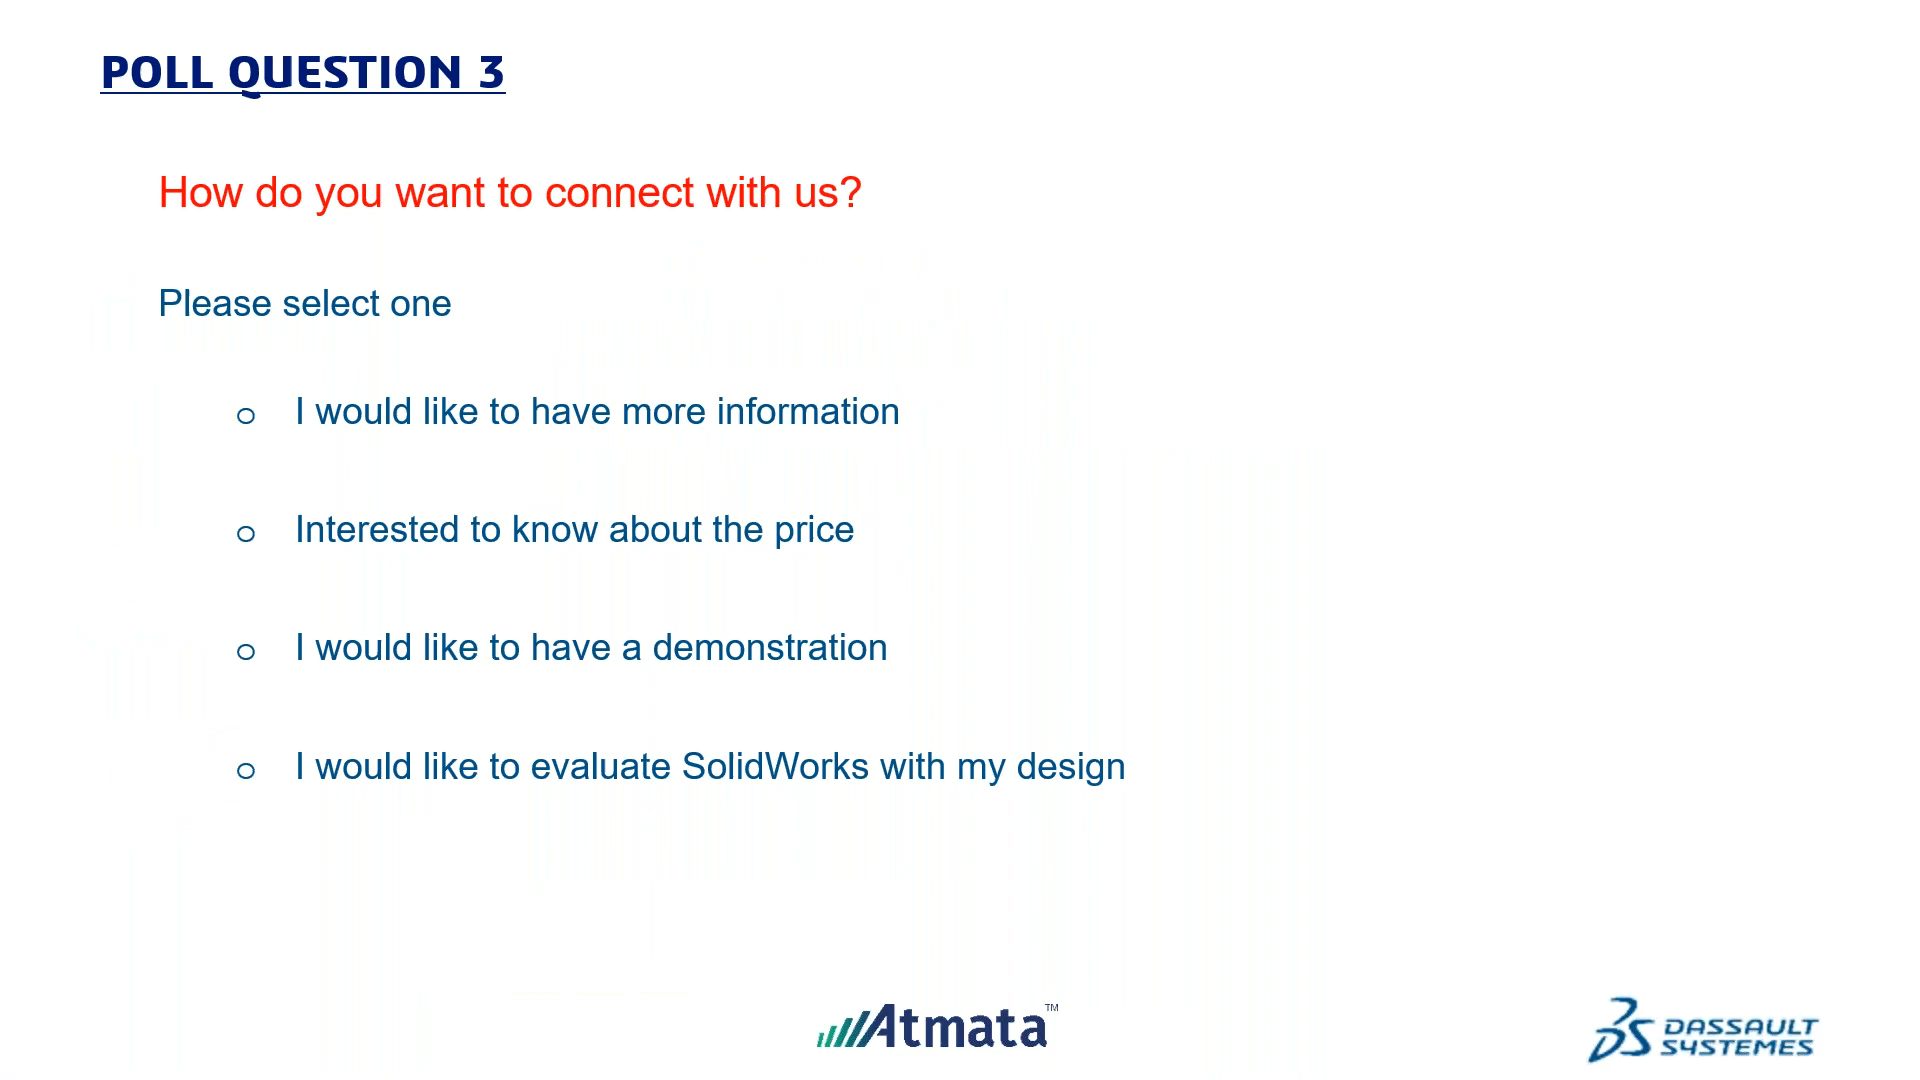 POLL QUESTION 3
How do you want to connect with us?
Please select one
o I would like to have more information
o Interested to know about the price
o I would like to have a demonstration
o I would like to evaluate SolidWorks with my design
Atmata™
DASSAULT
SYSTEMES